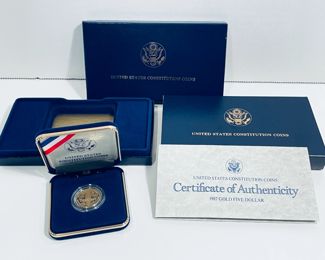 UNITED STATES CONSTITUTION COINS
UNITED STATES CONSTITUTION COINS
UNITED STATES CONSTITUTION COINS
Certificate of Authenticity
1987 GOLD FIVE DOLLAR